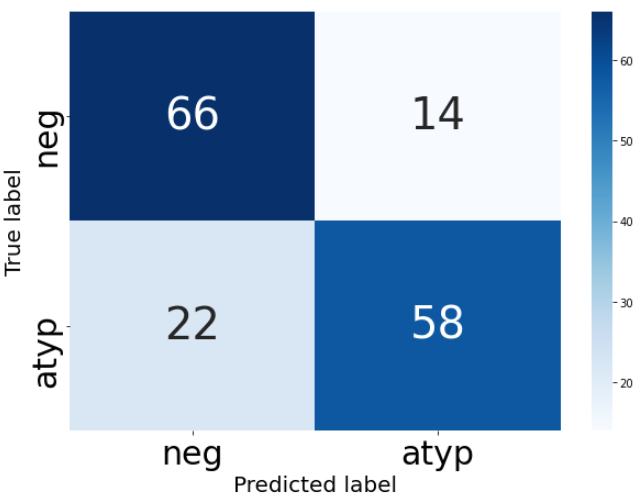 66 14
22 58
neg
atyp
True label
neg atyp
Predicted label
60
50
40
30
20